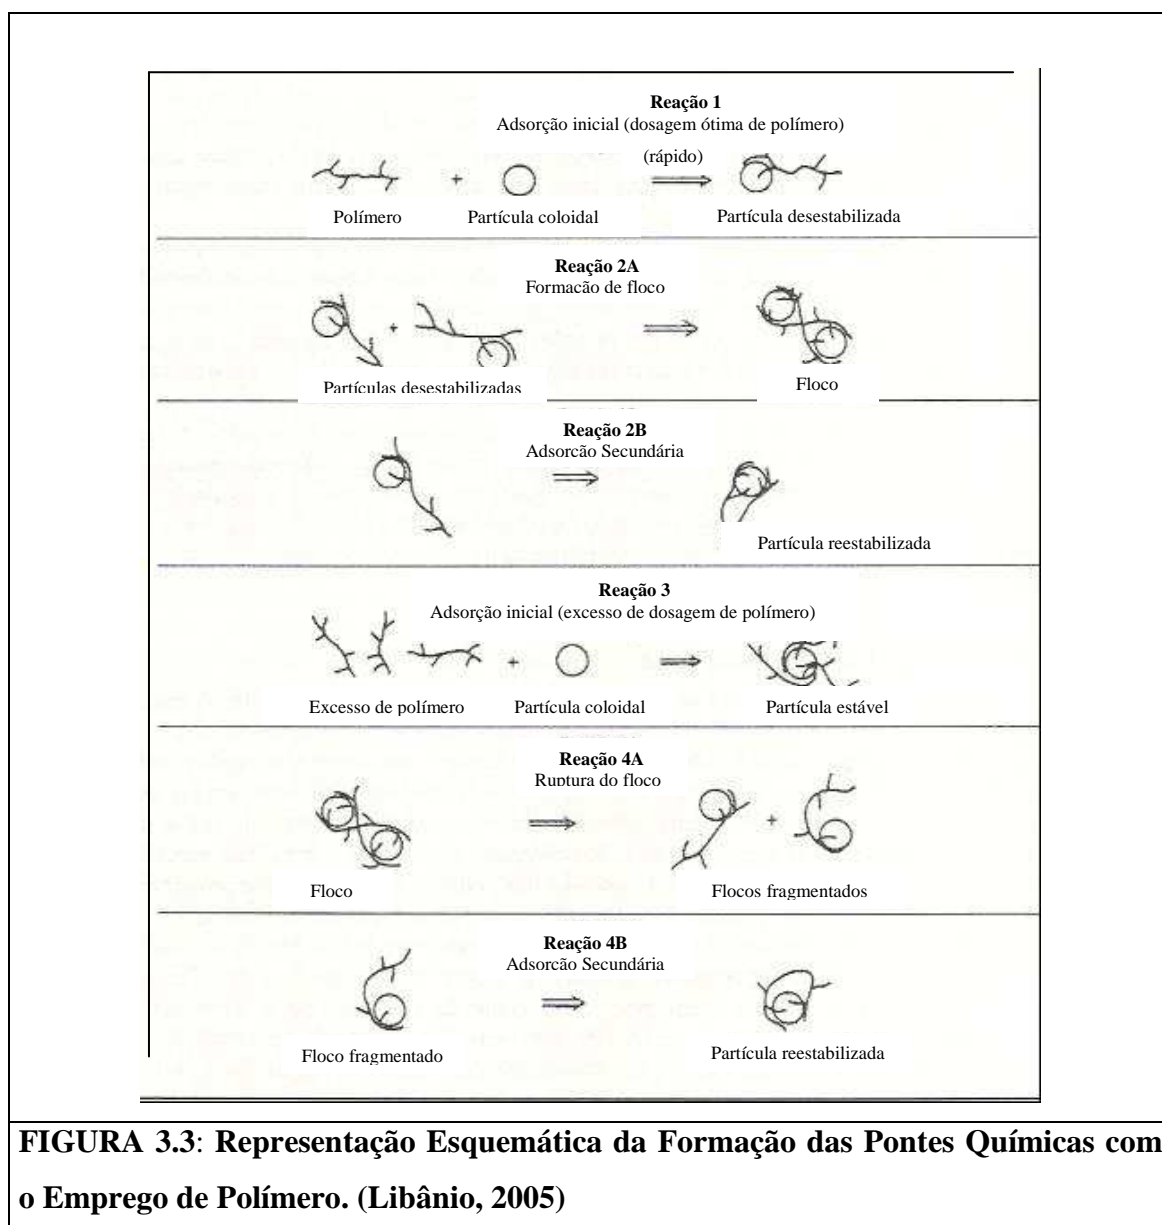 Reação 1
Adsorção inicial (dosagem ótima de polímero)
(rápido)
+
Polímero Partícula coloidal Partícula desestabilizada
Reação 2A
Formacão de floco
+
Partículas desestabilizadas Floco
Reação 2B
Adsorcão Secundária
Partícula reestabilizada
Reação 3
Adsorção inicial (excesso de dosagem de polímero)
+
Excesso de polímero Partícula coloidal Partícula estável
Reação 4A
Ruptura do floco
+
Floco Flocos fragmentados
Reação 4B
Adsorcão Secundária
Floco fragmentado Partícula reestabilizada
FIGURA 3.3: Representação Esquemática da Formação das Pontes Químicas com
o Emprego de Polímero. (Libânio, 2005)